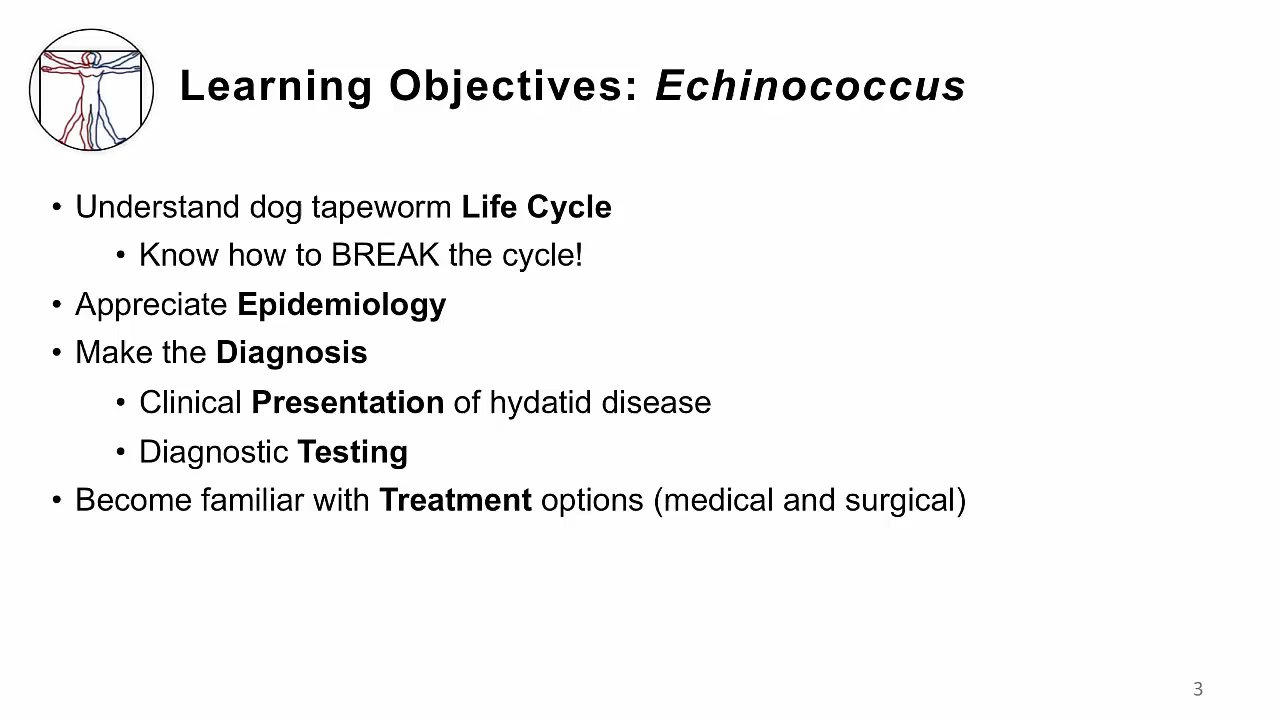 Learning Objectives: Echinococcus
• Understand dog tapeworm Life Cycle
• Know how to BREAK the cycle!
• Appreciate Epidemiology
• Make the Diagnosis
• Clinical Presentation of hydatid disease
• Diagnostic Testing
• Become familiar with Treatment options (medical and surgical)
3